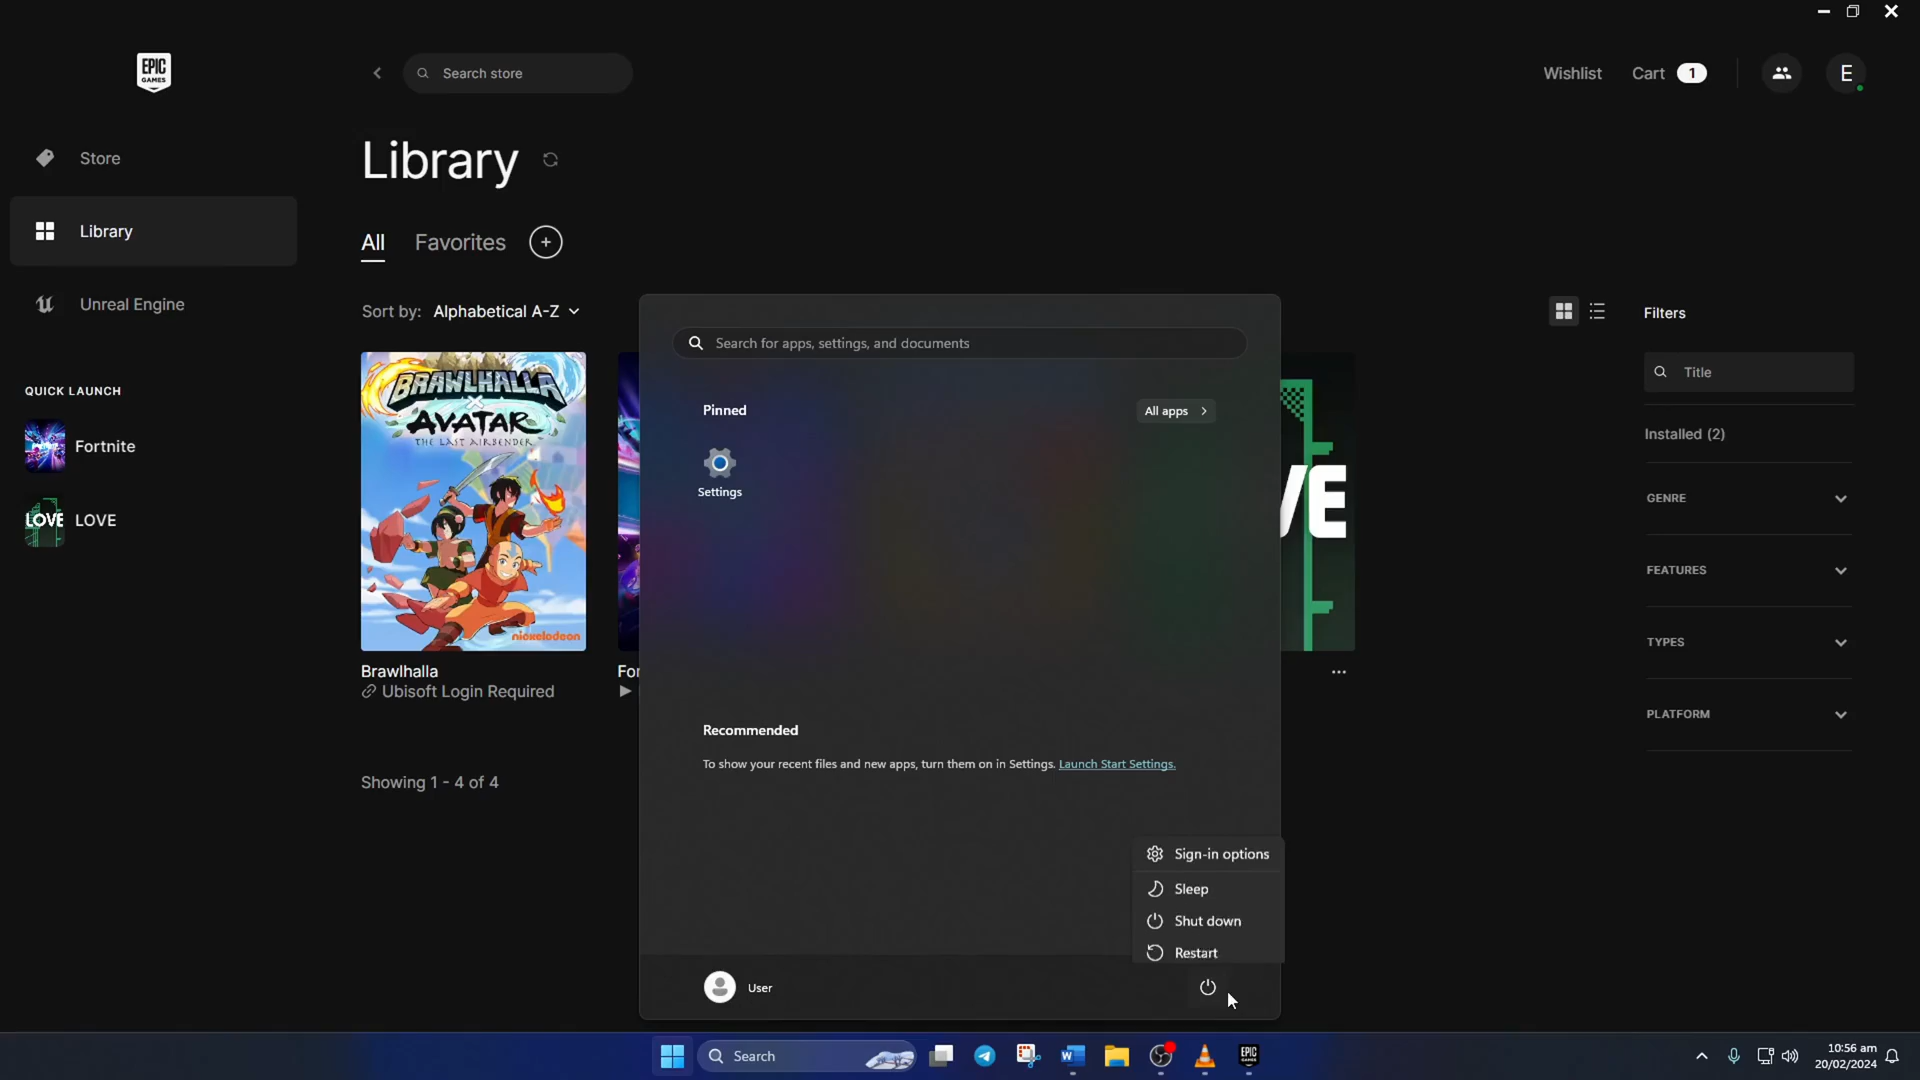 EPIC
GAMES
Search store
Wishlist
Cart 1
E
Store
Library
Unreal Engine
QUICK LAUNCH
Fortnite
LOVE LOVE
Library
All Favorites +
Sort by: Alphabetical A-Z
BRAWLHALLA
X
AVATAR
THE LAST AIRBENDER
nickelodeon
Brawlhalla
Ubisoft Login Required
For
VE
...
Showing 1 - 4 of 4
Filters
Title
Installed (2)
GENRE
FEATURES
TYPES
PLATFORM
Search for apps, settings, and documents
Pinned
All apps >
Settings
Recommended
To show your recent files and new apps, turn them on in Settings. Launch Start Settings.
Sign-in options
Sleep
Shut down
Restart
User
Search
EPIC
GAMES
10:56 am
20/02/2024